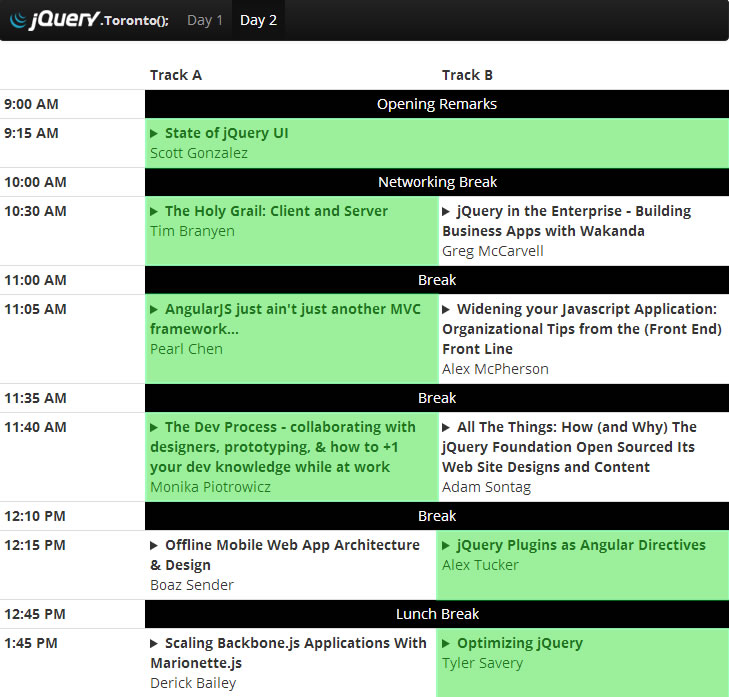 jQuery.Toronto(); Day 1 Day 2
Track A Track B
9:00 AM Opening Remarks
9:15 AM ▶ State of jQuery UI
Scott Gonzalez
10:00 AM Networking Break
10:30 AM ▶ The Holy Grail: Client and Server
Tim Branyen
▶ jQuery in the Enterprise - Building
Business Apps with Wakanda
Greg McCarvell
11:00 AM Break
11:05 AM ▶ AngularJS just ain't just another MVC
framework...
Pearl Chen
▶ Widening your Javascript Application:
Organizational Tips from the (Front End)
Front Line
Alex McPherson
11:35 AM Break
11:40 AM ▶ The Dev Process - collaborating with
designers, prototyping, & how to +1
your dev knowledge while at work
Monika Piotrowicz
▶ All The Things: How (and Why) The
jQuery Foundation Open Sourced Its
Web Site Designs and Content
Adam Sontag
12:10 PM Break
12:15 PM ▶ Offline Mobile Web App Architecture
& Design
Boaz Sender
▶ jQuery Plugins as Angular Directives
Alex Tucker
12:45 PM Lunch Break
1:45 PM ▶ Scaling Backbone.js Applications With
Marionette.js
Derick Bailey
▶ Optimizing jQuery
Tyler Savery